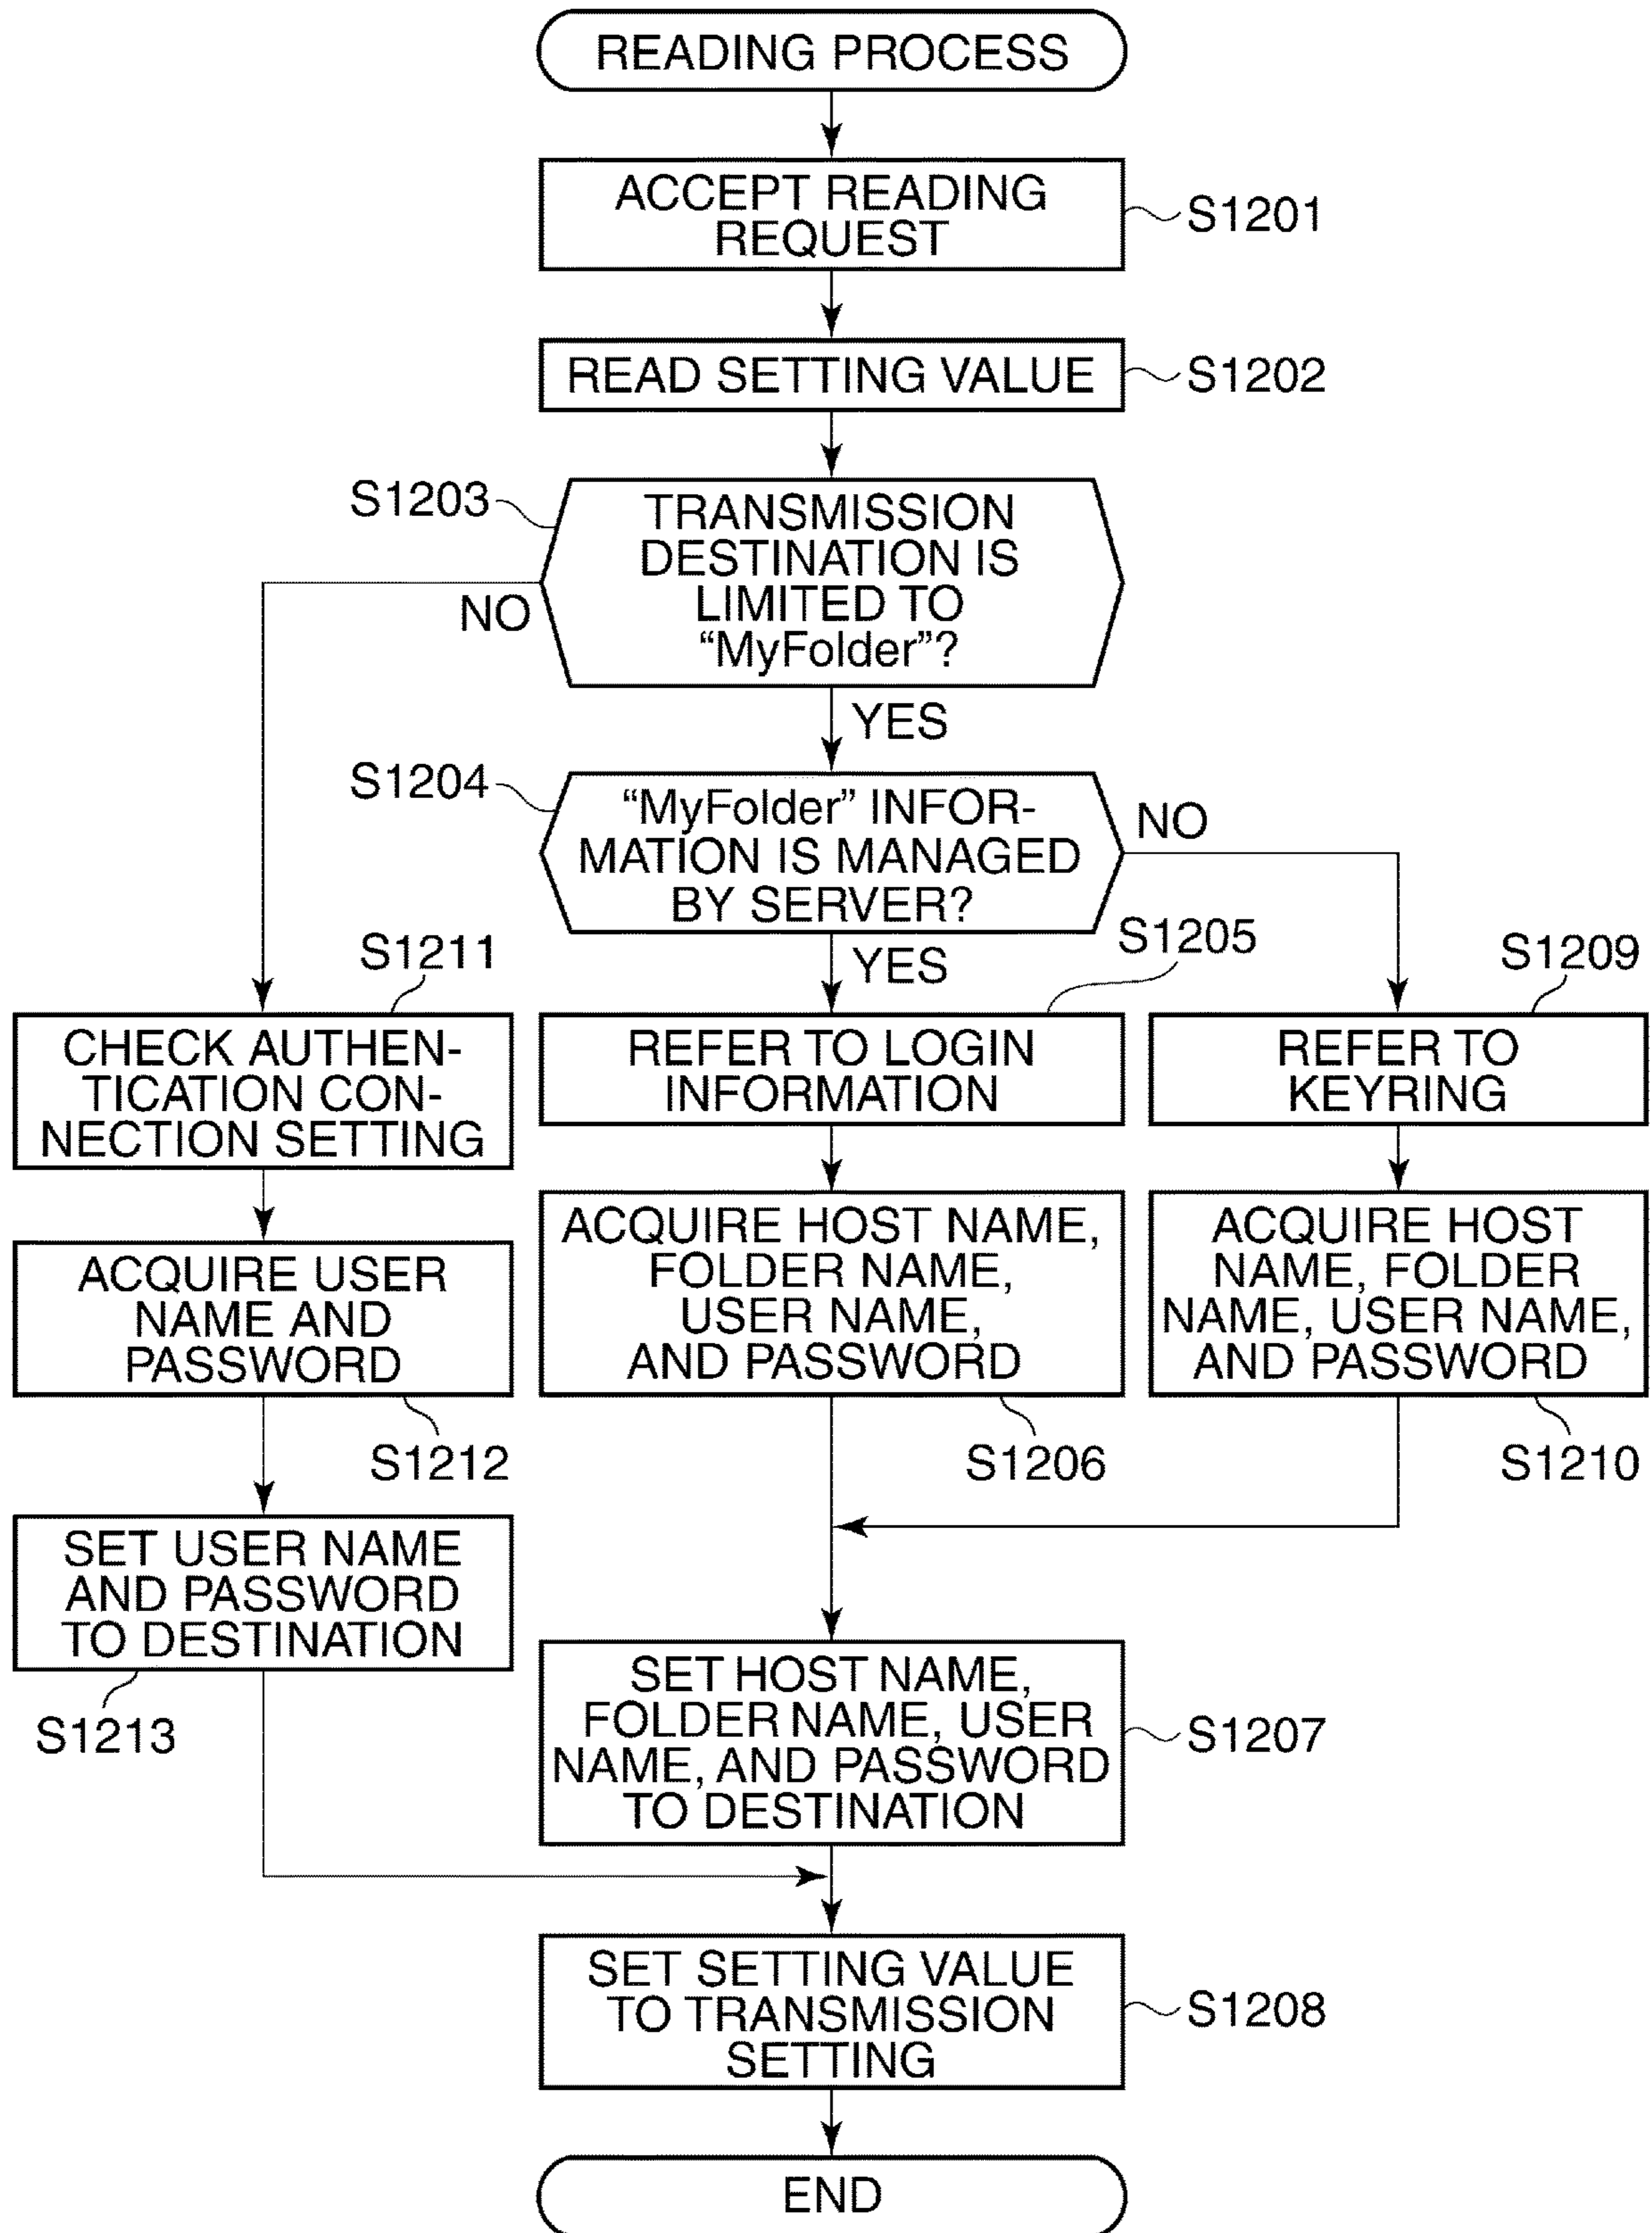 READING PROCESS
ACCEPT READING
REQUEST
S1201
READ SETTING VALUE
S1202
S1203
TRANSMISSION
DESTINATION IS
LIMITED TO
“MyFolder”?
NO
YES
S1204
“MyFolder” INFOR-
MATION IS MANAGED
BY SERVER?
NO
YES
S1211
CHECK AUTHEN-
TICATION CON-
NECTION SETTING
S1205
REFER TO LOGIN
INFORMATION
S1209
REFER TO
KEYRING
ACQUIRE USER
NAME AND
PASSWORD
S1212
ACQUIRE HOST NAME,
FOLDER NAME,
USER NAME,
AND PASSWORD
S1206
ACQUIRE HOST
NAME, FOLDER
NAME, USER NAME,
AND PASSWORD
S1210
SET USER NAME
AND PASSWORD
TO DESTINATION
S1213
SET HOST NAME,
FOLDER NAME, USER
NAME, AND PASSWORD
TO DESTINATION
S1207
SET SETTING VALUE
TO TRANSMISSION
SETTING
S1208
END